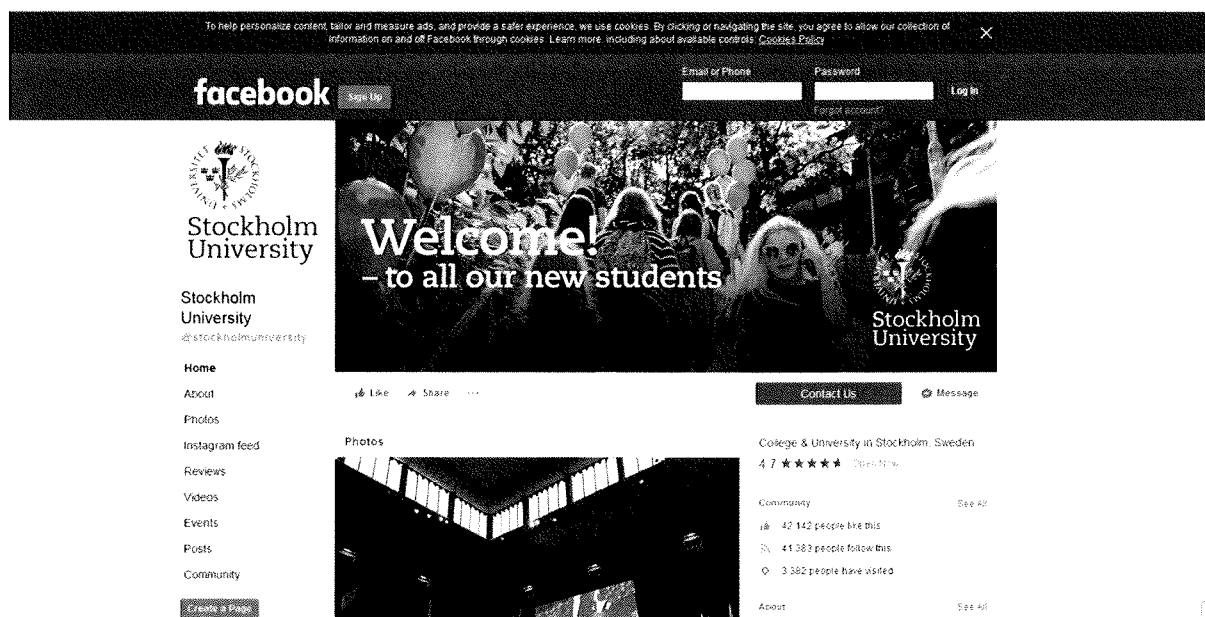 To help personalize content, tailor and measure ads, and provide a safer experience, we use cookies. By clicking or navigating the site, you agree to allow our collection of
information on and off Facebook through cookies. Learn more, including about available controls: Cookies Policy
facebook
Sign Up
Email or Phone
Password
Log In
Forgot account?
STOCKHOLMS UNIVERSITET
Stockholm
University
Welcome!
– to all our new students
Stockholm
University
Stockholm
University
@stockholmuniversity
Home
About
Photos
Instagram feed
Reviews
Videos
Events
Posts
Community
Create a Page
Like
Share
...
Contact Us
Message
Photos
College & University in Stockholm, Sweden
4.7 ★★★★★ Open Now
Community
See All
42 142 people like this
41 383 people follow this
3 382 people have visited
About
See All